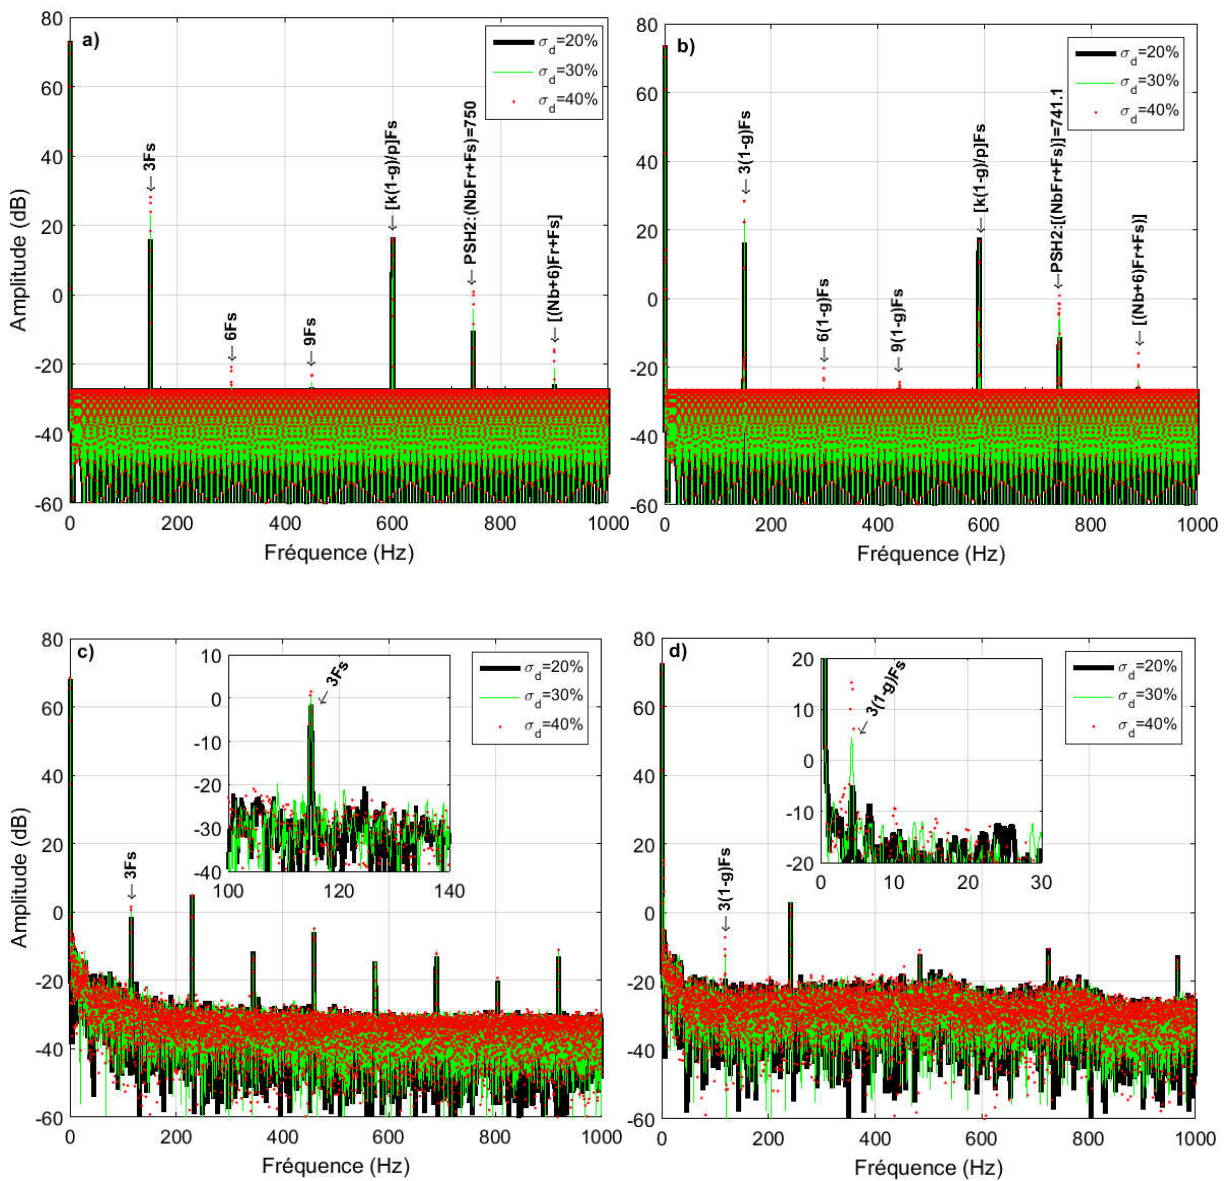 a)
σd=20%
σd=30%
σd=40%
3Fs
6Fs
9Fs
[k(1-g)/p]Fs
PSH2:(NbFr+Fs)=750
[(Nb+6)Fr+Fs]
80
60
40
20
0
-20
-40
-60
0
200
400
600
800
1000
Amplitude (dB)
Fréquence (Hz)
b)
σd=20%
σd=30%
σd=40%
3(1-g)Fs
6(1-g)Fs
9(1-g)Fs
[k(1-g)/p]Fs
PSH2:[(NbFr+Fs)]=741.1
[(Nb+6)Fr+Fs)]
80
60
40
20
0
-20
-40
-60
0
200
400
600
800
1000
Fréquence (Hz)
c)
σd=20%
σd=30%
σd=40%
3Fs
10
0
-10
-20
-30
-40
100
120
140
3Fs
80
60
40
20
0
-20
-40
-60
0
200
400
600
800
1000
Amplitude (dB)
Fréquence (Hz)
d)
σd=20%
σd=30%
σd=40%
3(1-g)Fs
20
10
0
-10
-20
0
10
20
30
3(1-g)Fs
80
60
40
20
0
-20
-40
-60
0
200
400
600
800
1000
Fréquence (Hz)